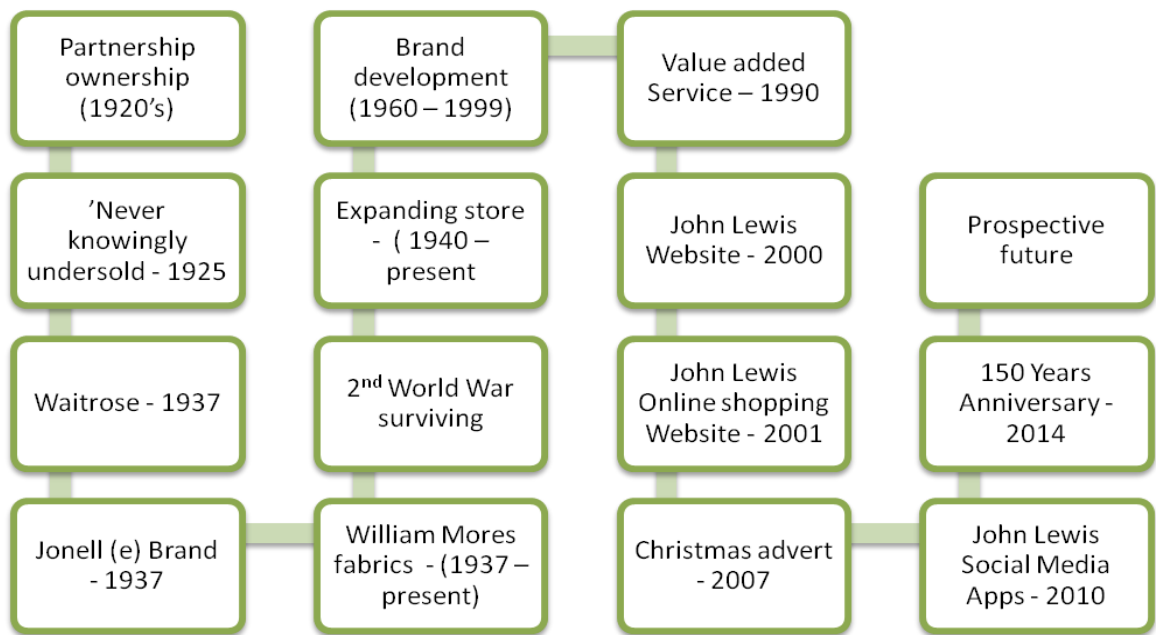 Partnership
ownership
(1920's)
'Never
knowingly
undersold - 1925
Waitrose - 1937
Jonell (e) Brand
- 1937
William Mores
fabrics - (1937 –
present)
2nd World War
surviving
Expanding store
- ( 1940 –
present
Brand
development
(1960 – 1999)
Value added
Service – 1990
John Lewis
Website - 2000
John Lewis
Online shopping
Website - 2001
Christmas advert
- 2007
John Lewis
Social Media
Apps - 2010
150 Years
Anniversary -
2014
Prospective
future